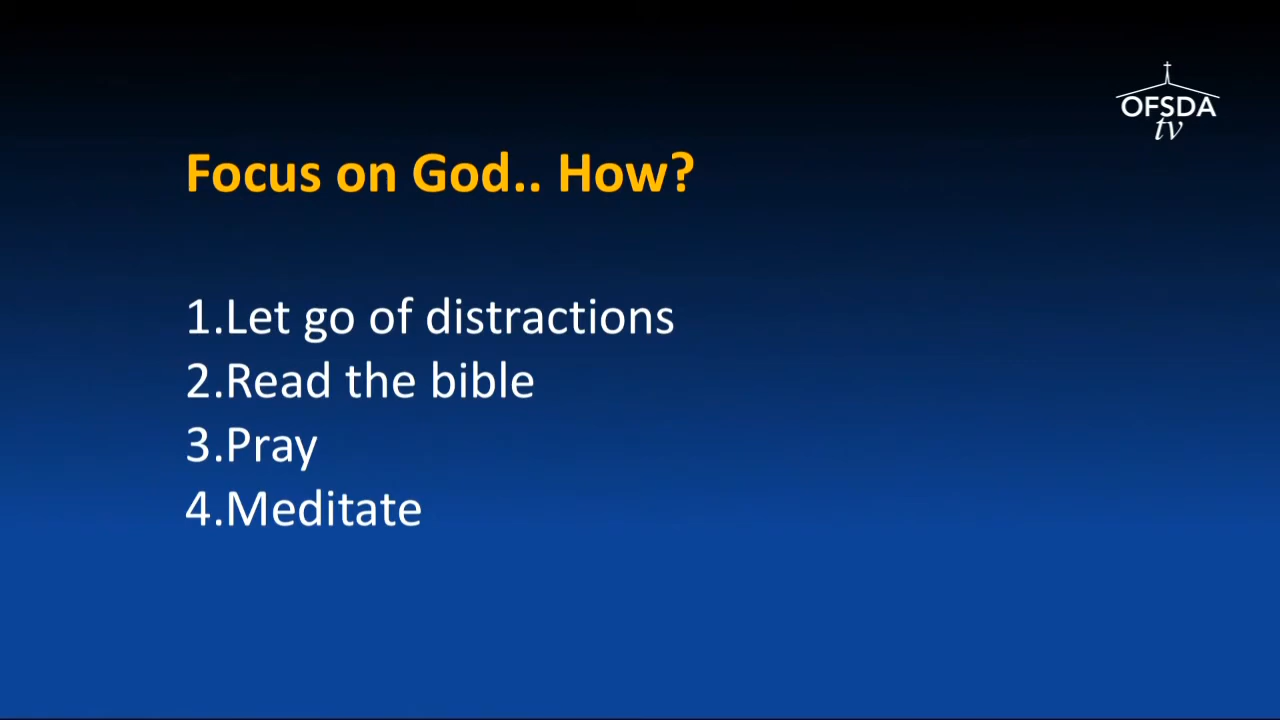 OFSDA
tv
Focus on God.. How?
1.Let go of distractions
2.Read the bible
3.Pray
4.Meditate